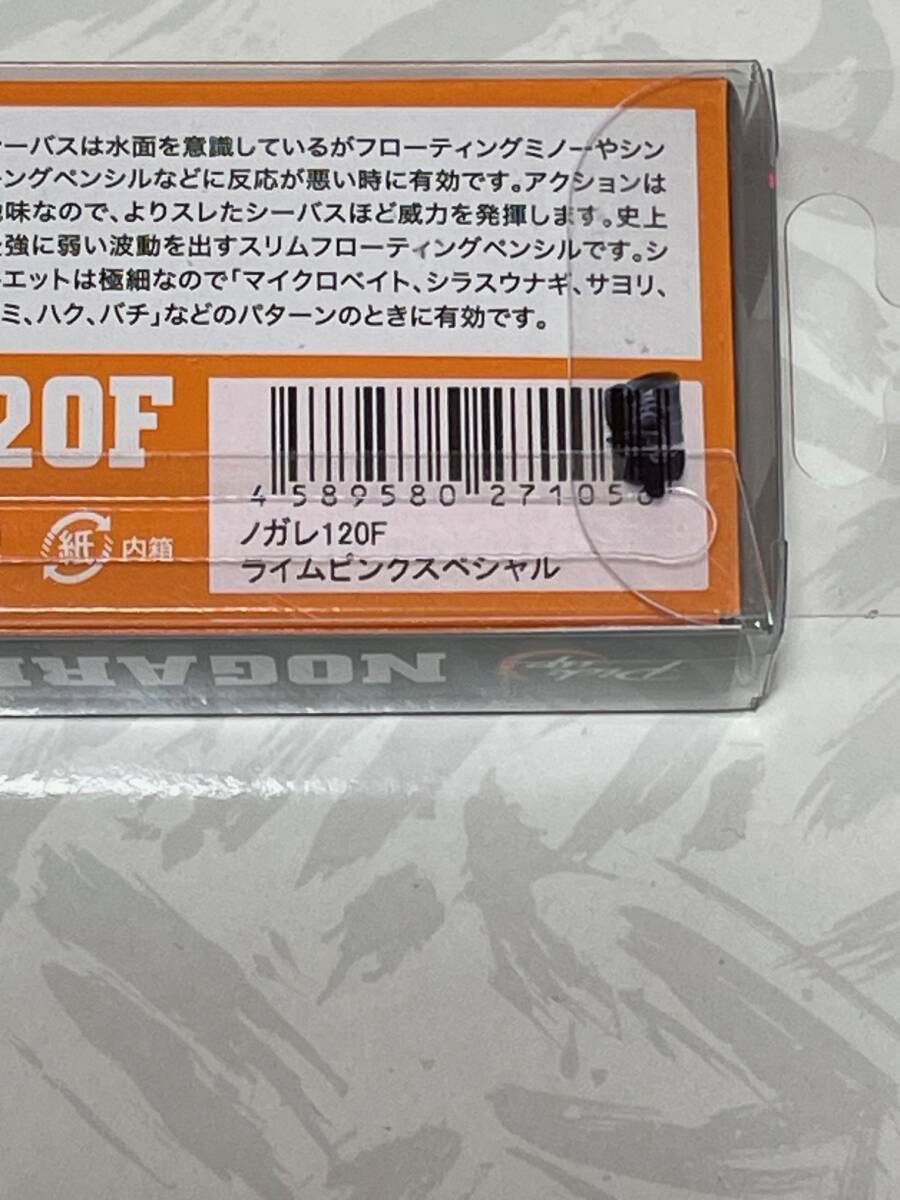 ーバスは水面を意識しているがフローティングミノーやシン
ングペンシルなどに反応が悪い時に有効です。アクションは
味なので、よりスレたシーバスほど威力を発揮します。史上
強に弱い波動を出すスリムフローティングペンシルです。シ
エットは極細なので「マイクロベイト、シラスウナギ、サヨリ、
ミ、ハク、バチ」などのパターンのときに有効です。
20F
4 589580 271056
紙 内箱
ノガレ120F
ライムピンクスペシャル
NOGAR
Pick up